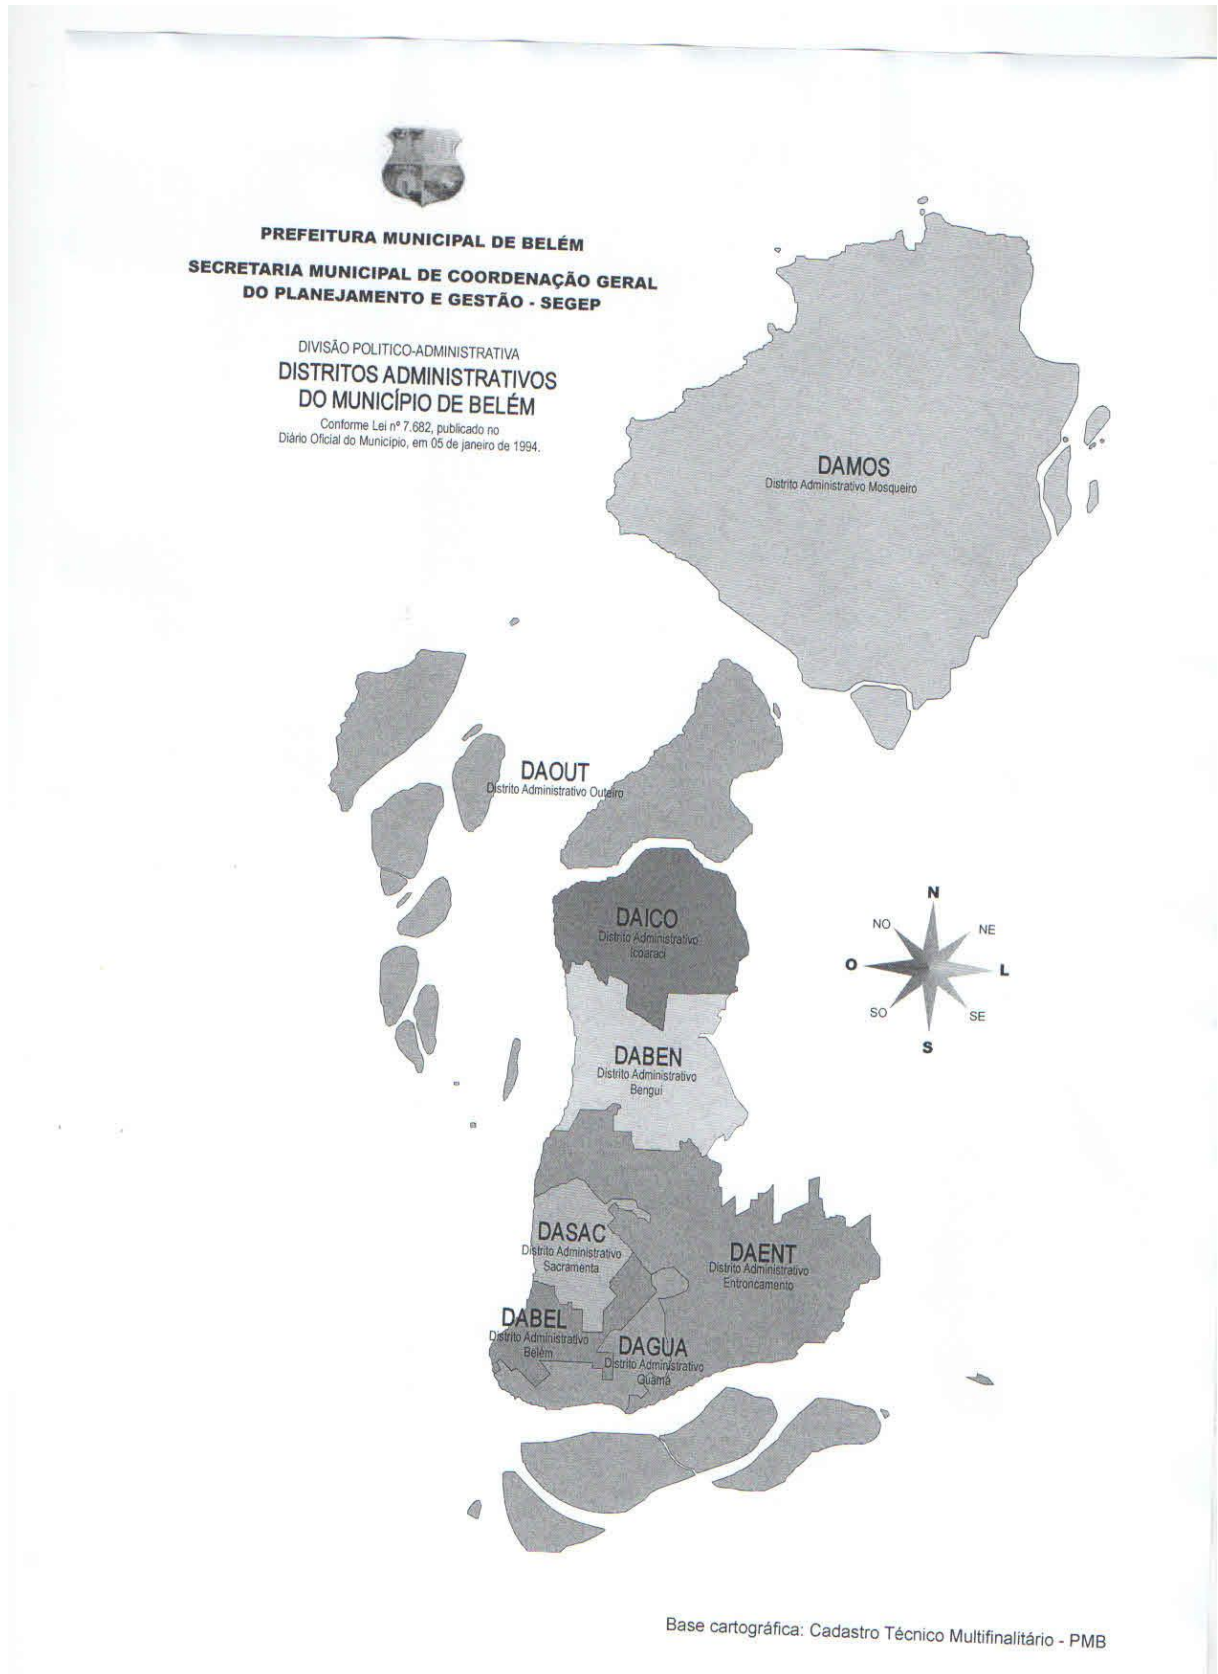 PREFEITURA MUNICIPAL DE BELÉM
SECRETARIA MUNICIPAL DE COORDENAÇÃO GERAL
DO PLANEJAMENTO E GESTÃO - SEGEP
DIVISÃO POLITICO-ADMINISTRATIVA
DISTRITOS ADMINISTRATIVOS
DO MUNICÍPIO DE BELÉM
Conforme Lei nº 7.682, publicado no
Diário Oficial do Municipio, em 05 de janeiro de 1994.
DAMOS
Distrito Administrativo Mosqueiro
DAOUT
Distrito Administrativo Outeiro
DAICO
Distrito Administrativo
Icoaraci
N
NO
NE
O
L
SO
SE
S
DABEN
Distrito Administrativo
Bengui
DASAC
Distrito Administrativo
Sacramenta
DAENT
Distrito Administrativo
Entroncamento
DABEL
Distrito Administrativo
Belém
DAGUA
Distrito Administrativo
Guamá
Base cartográfica: Cadastro Técnico Multifinalitário - PMB